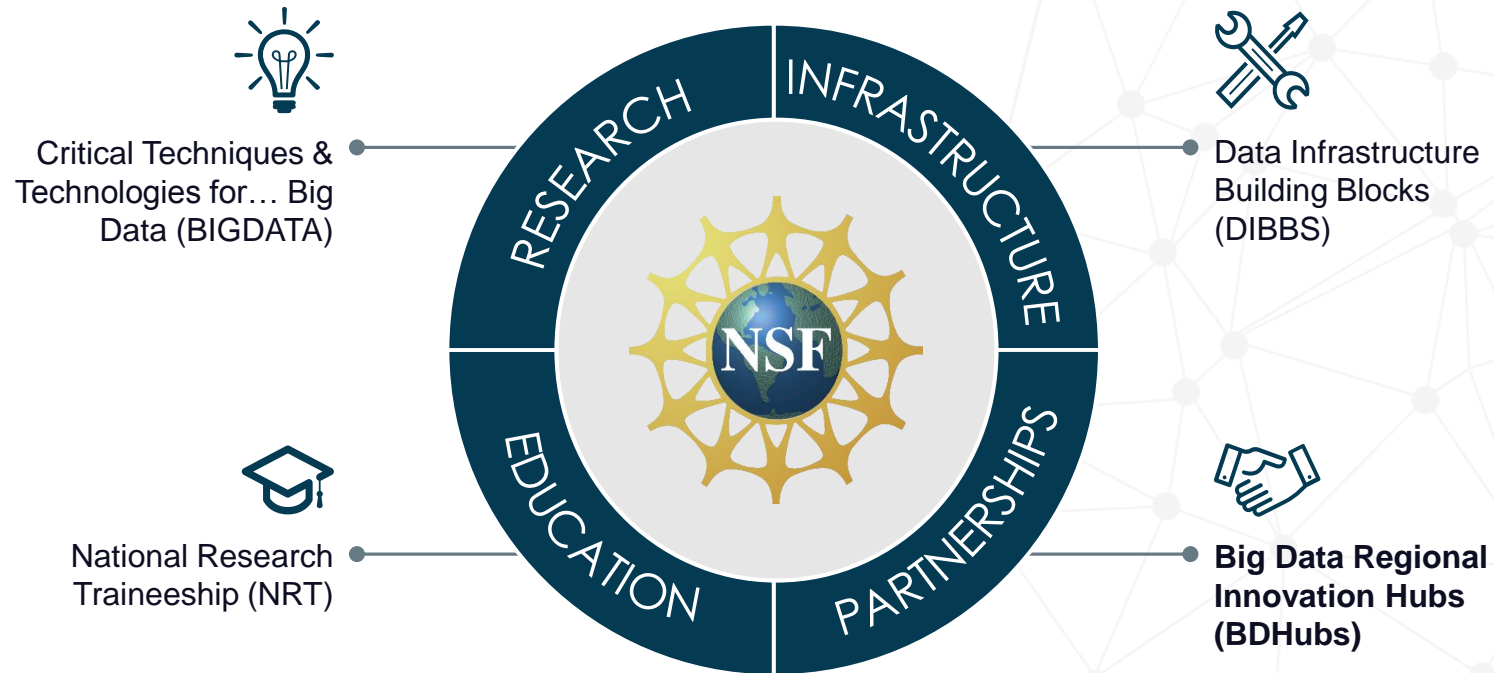 RESEARCH
INFRASTRUCTURE
Critical Techniques &
Technologies for… Big
Data (BIGDATA)
Data Infrastructure
Building Blocks
(DIBBS)
NSF
EDUCATION
PARTNERSHIPS
National Research
Traineeship (NRT)
Big Data Regional
Innovation Hubs
(BDHubs)